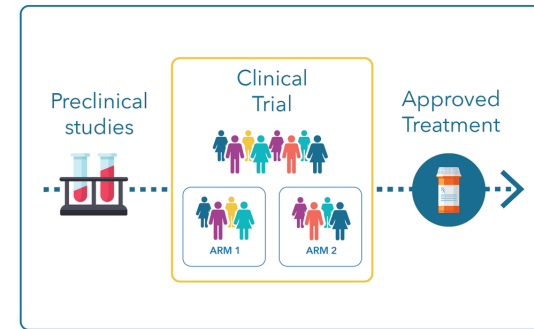 Preclinical
studies
Clinical
Trial
ARM 1
ARM 2
Approved
Treatment